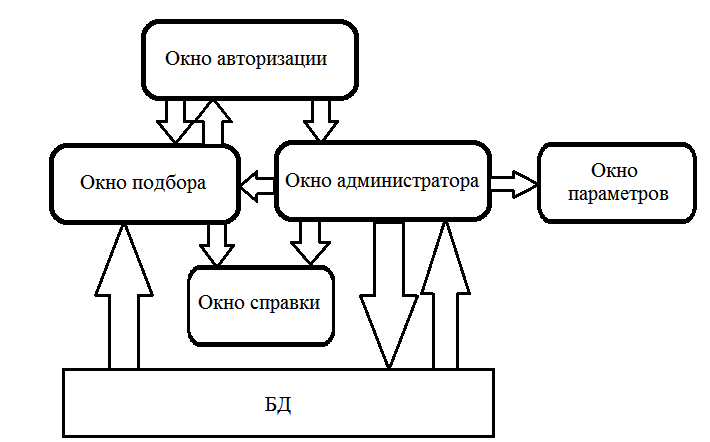 Окно авторизации
Окно подбора
Окно администратора
Окно
параметров
Окно справки
БД